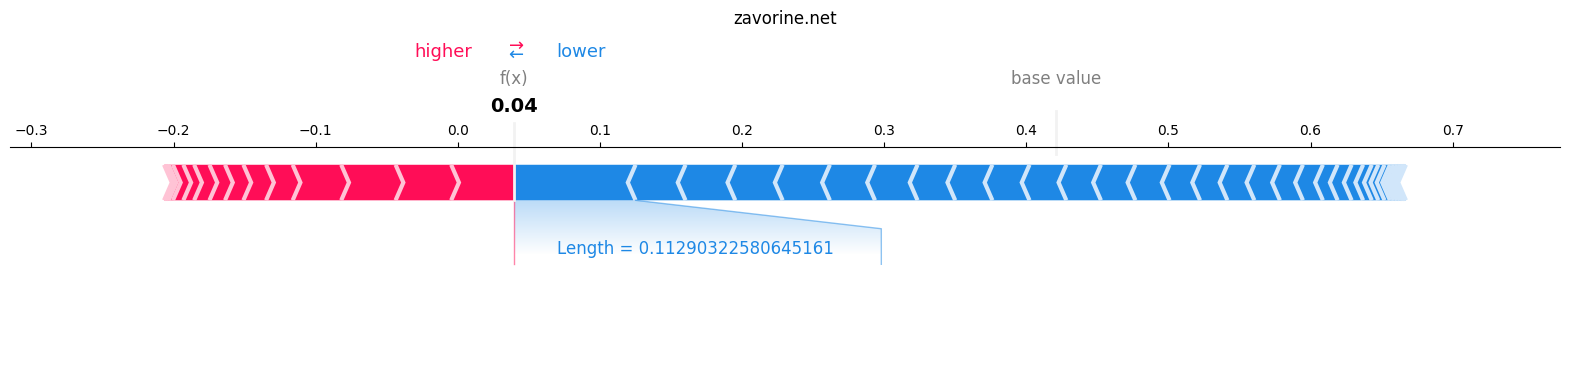 zavorine.net
higher → ← lower
f(x) base value
0.04
−0.3 −0.2 −0.1 0.0 0.1 0.2 0.3 0.4 0.5 0.6 0.7
Length = 0.11290322580645161